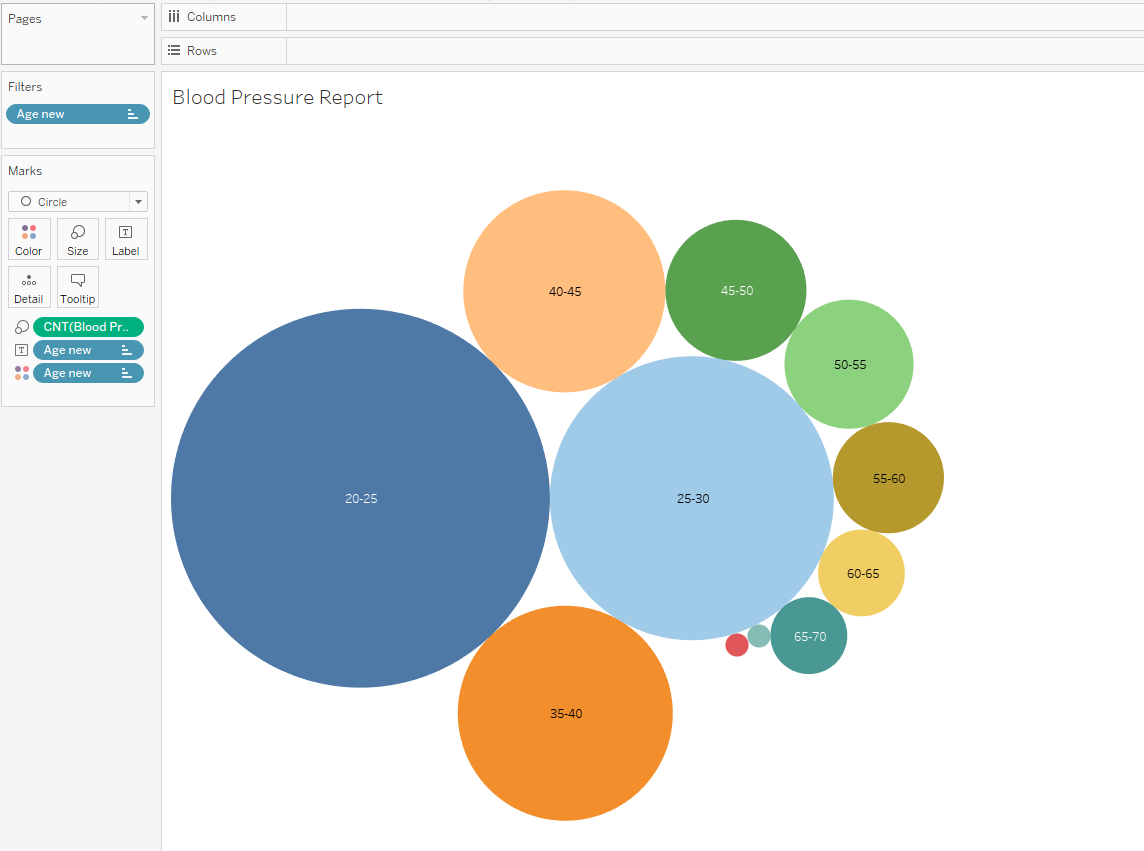 Pages
Columns
Rows
Filters
Age new
Marks
Circle
Color
Size
Label
Detail
Tooltip
CNT(Blood Pr..
Age new
Age new
Blood Pressure Report
40-45
45-50
50-55
20-25
25-30
55-60
60-65
65-70
35-40